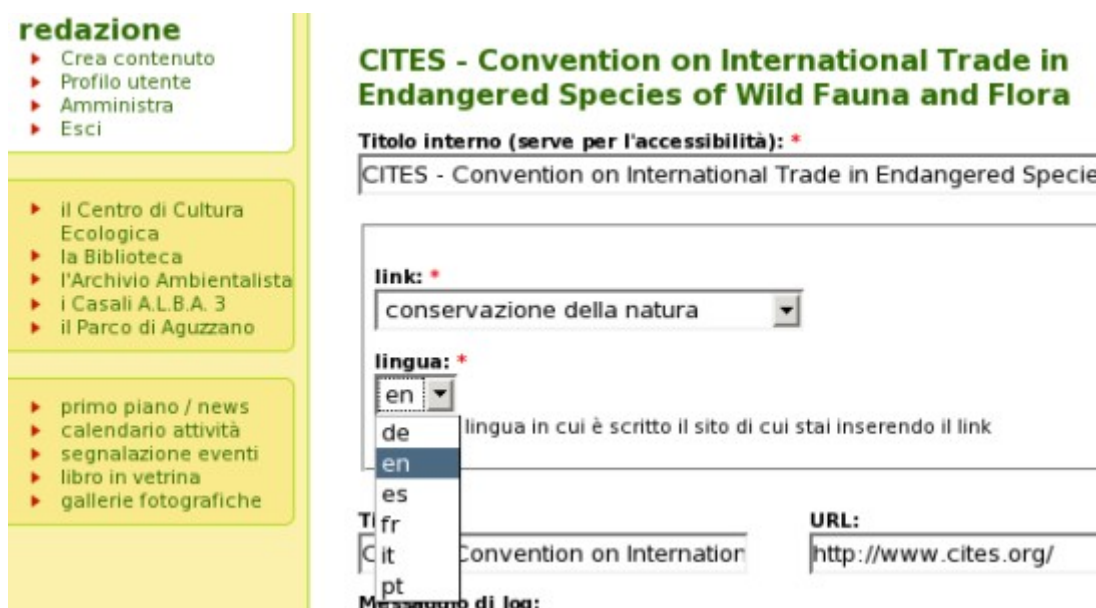 redazione
Crea contenuto
Profilo utente
Amministra
Esci
il Centro di Cultura
Ecologica
la Biblioteca
l'Archivio Ambientalista
i Casali A.L.B.A. 3
il Parco di Aguzzano
primo piano / news
calendario attività
segnalazione eventi
libro in vetrina
gallerie fotografiche
CITES - Convention on International Trade in
Endangered Species of Wild Fauna and Flora
Titolo interno (serve per l'accessibilità): *
CITES - Convention on International Trade in Endangered Specie
link: *
conservazione della natura
lingua: *
en
lingua in cui è scritto il sito di cui stai inserendo il link
de
en
es
fr
it
pt
URL:
Convention on Internation
http://www.cites.org/
di log: